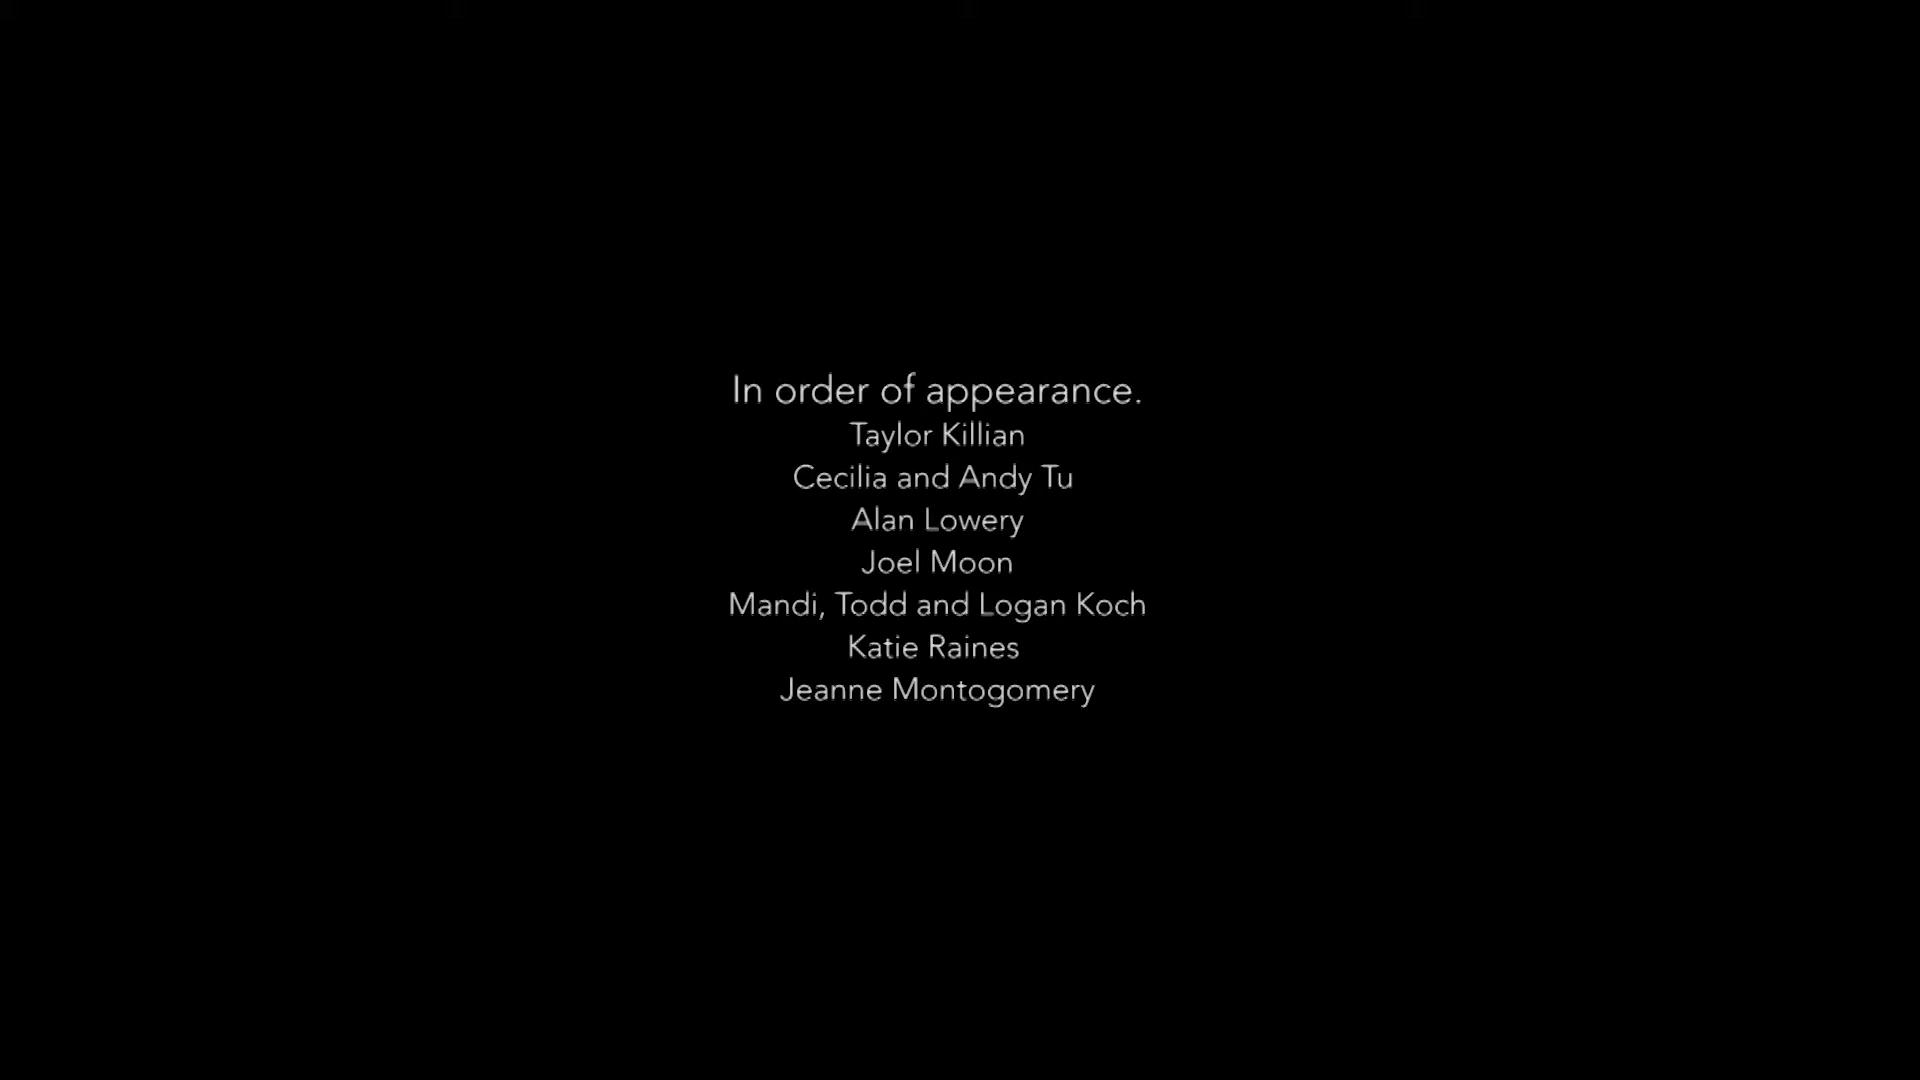 In order of appearance.
Taylor Killian
Cecilia and Andy Tu
Alan Lowery
Joel Moon
Mandi, Todd and Logan Koch
Katie Raines
Jeanne Montogomery